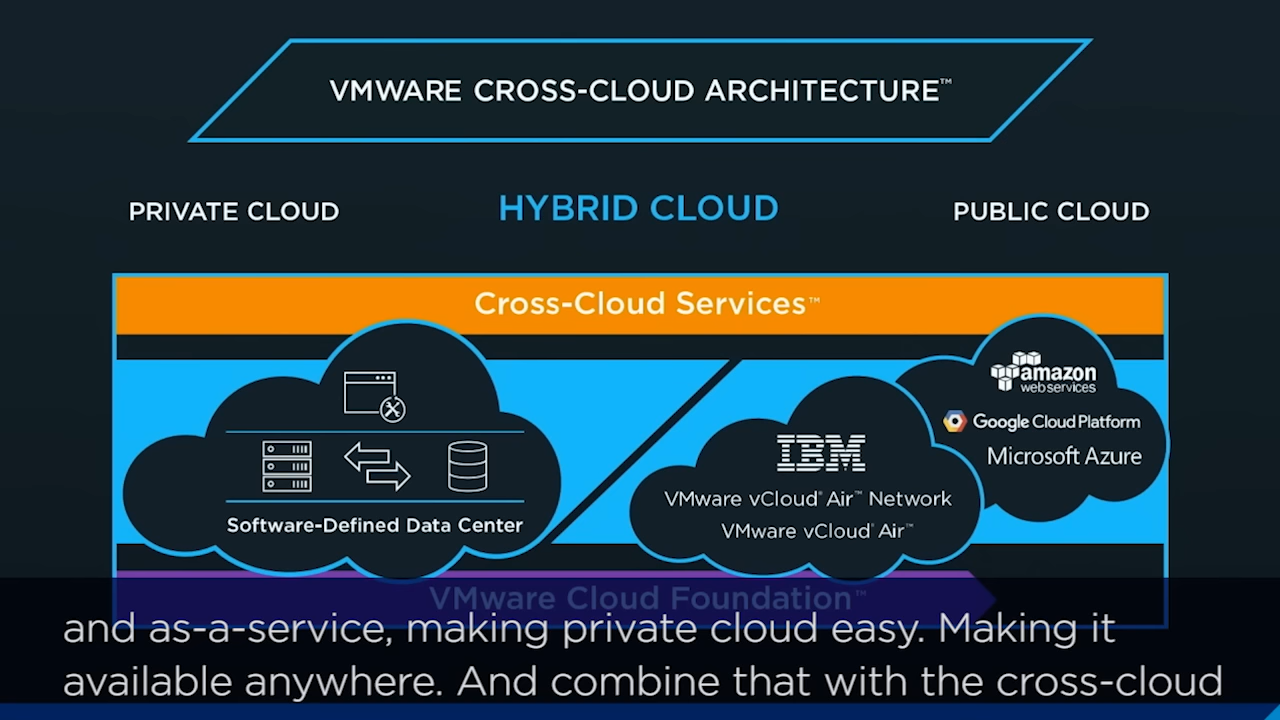 VMWARE CROSS-CLOUD ARCHITECTURE™
PRIVATE CLOUD
HYBRID CLOUD
PUBLIC CLOUD
Cross-Cloud Services™
amazon
webservices
Google Cloud Platform
Microsoft Azure
IBM
VMware vCloud® Air™ Network
VMware vCloud® Air™
Software-Defined Data Center
VMware Cloud Foundation™
and as-a-service, making private cloud easy. Making it
available anywhere. And combine that with the cross-cloud